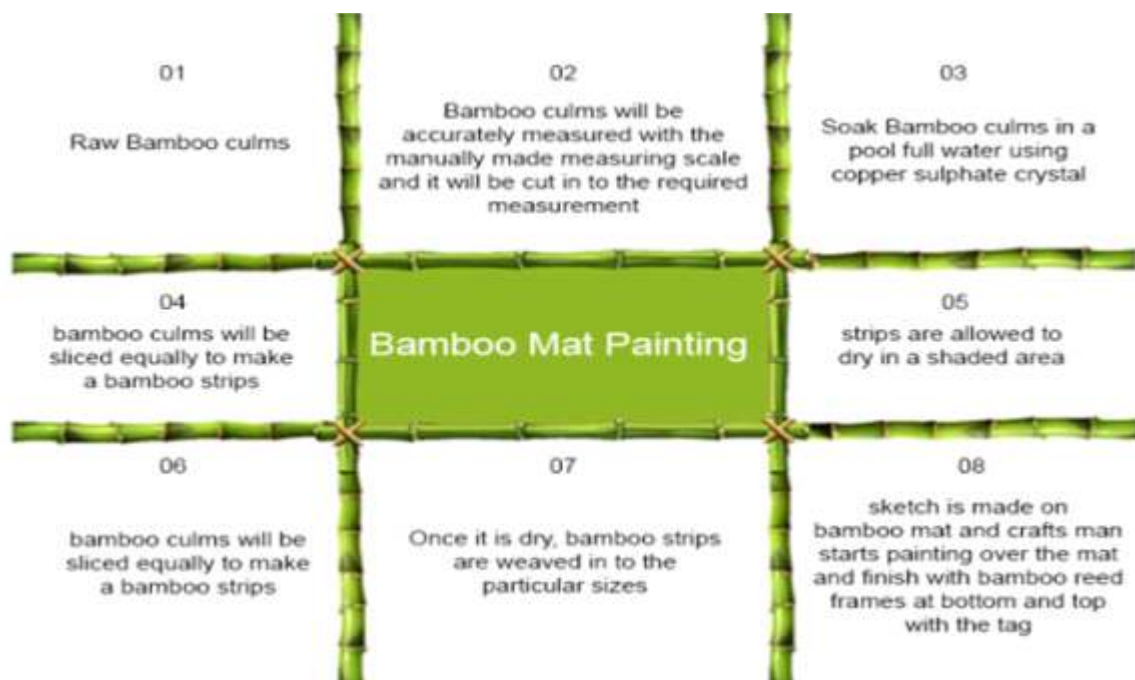 01
Raw Bamboo culms
02
Bamboo culms will be
accurately measured with the
manually made measuring scale
and it will be cut in to the required
measurement
03
Soak Bamboo culms in a
pool full water using
copper sulphate crystal
04
bamboo culms will be
sliced equally to make
a bamboo strips
Bamboo Mat Painting
05
strips are allowed to
dry in a shaded area
06
bamboo culms will be
sliced equally to make
a bamboo strips
07
Once it is dry, bamboo strips
are weaved in to the
particular sizes
08
sketch is made on
bamboo mat and crafts man
starts painting over the mat
and finish with bamboo reed
frames at bottom and top
with the tag